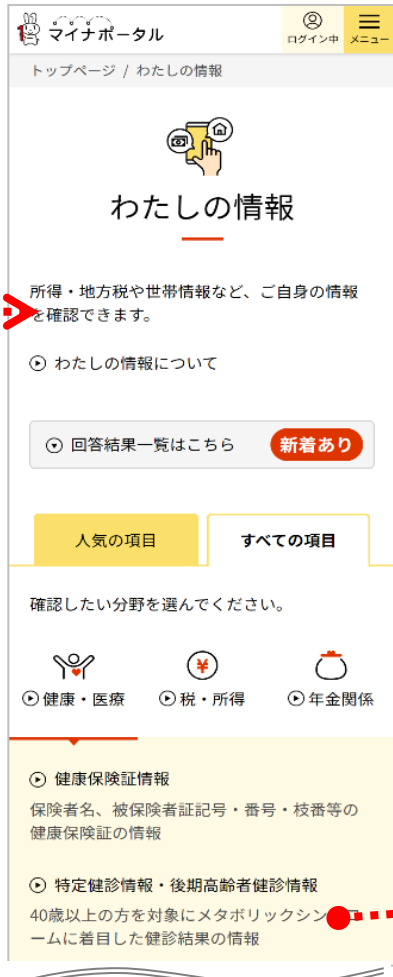 マイナポータル
ログイン中
メニュー
トップページ / わたしの情報
わたしの情報
所得・地方税や世帯情報など、ご自身の情報
を確認できます。
わたしの情報について
回答結果一覧はこちら
新着あり
人気の項目
すべての項目
確認したい分野を選んでください。
健康・医療
税・所得
年金関係
健康保険証情報
保険者名、被保険者証記号・番号・枝番等の
健康保険証の情報
特定健診情報・後期高齢者健診情報
40歳以上の方を対象にメタボリックシン
ームに着目した健診結果の情報